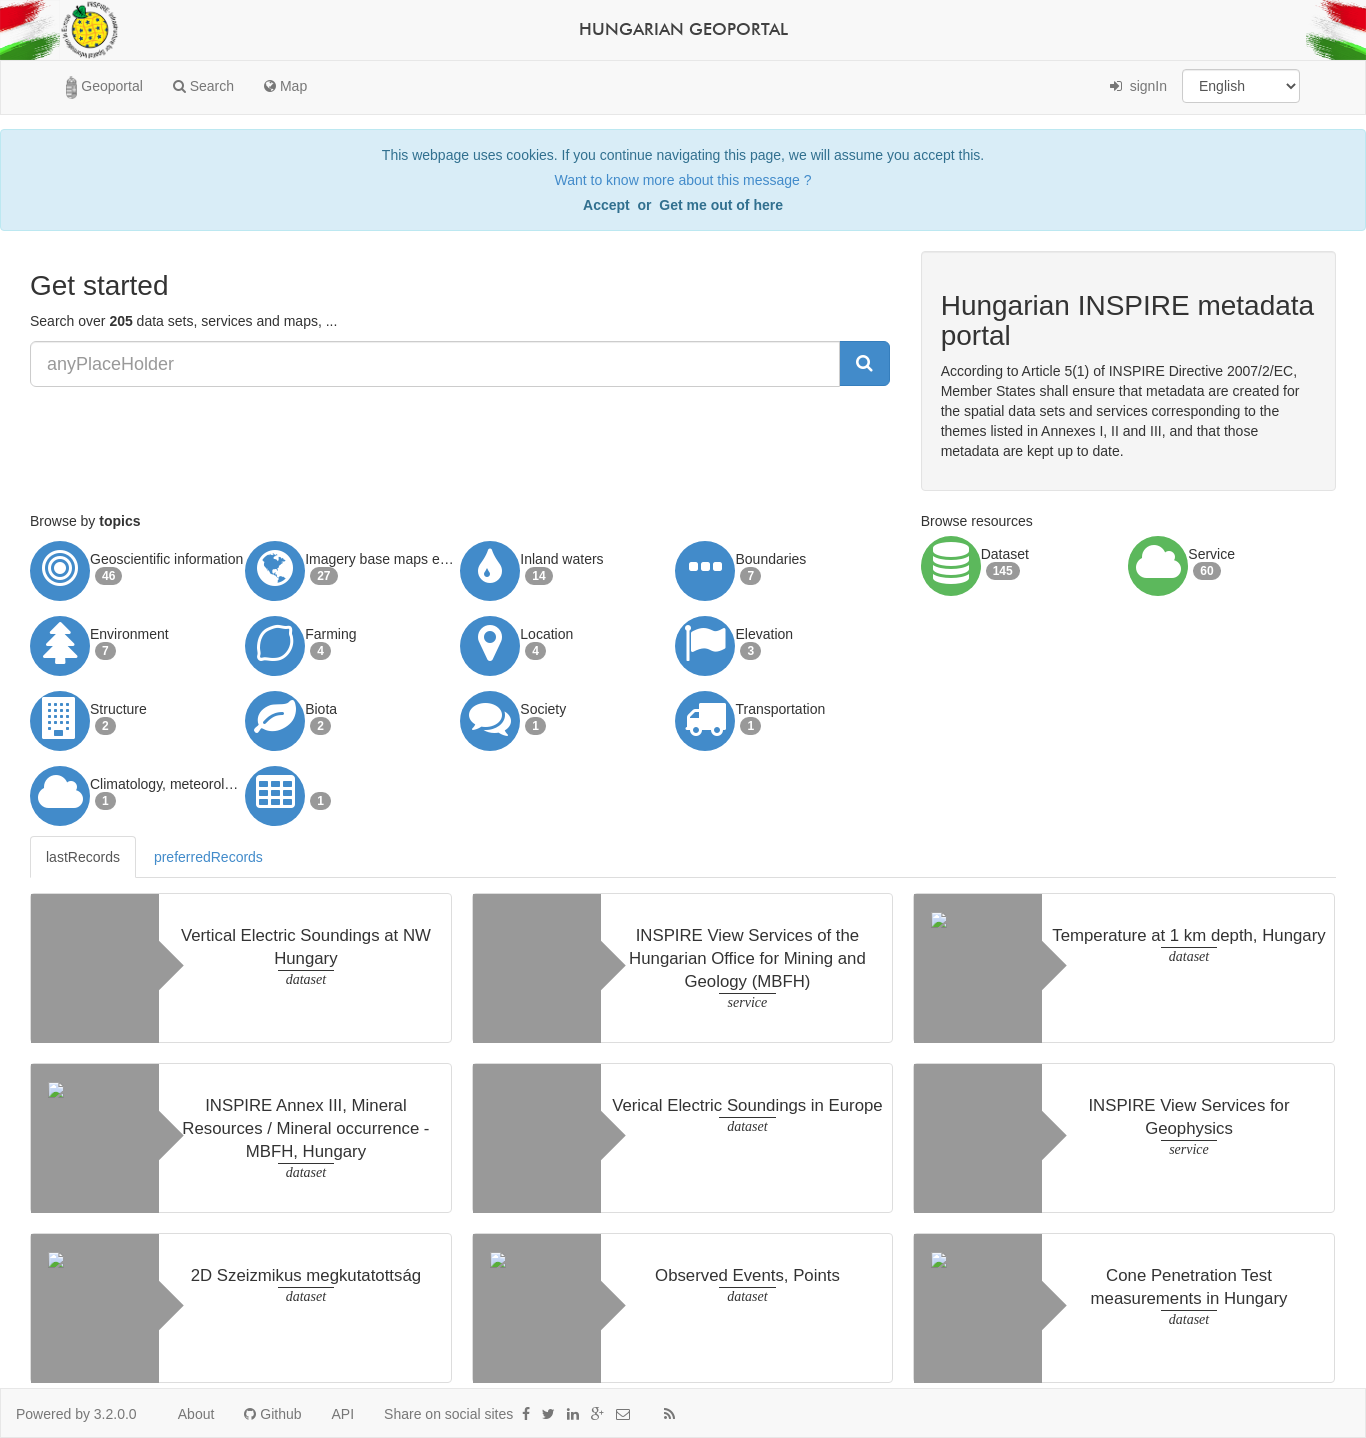 HUNGARIAN GEOPORTAL
Geoportal
Search
Map
signIn
English
This webpage uses cookies. If you continue navigating this page, we will assume you accept this.
Want to know more about this message ?
Accept or Get me out of here
Get started
Search over 205 data sets, services and maps, ...
anyPlaceHolder
Hungarian INSPIRE metadata
portal
According to Article 5(1) of INSPIRE Directive 2007/2/EC,
Member States shall ensure that metadata are created for
the spatial data sets and services corresponding to the
themes listed in Annexes I, II and III, and that those
metadata are kept up to date.
Browse by topics
Geoscientific information
46
Imagery base maps e…
27
Inland waters
14
Boundaries
7
Environment
7
Farming
4
Location
4
Elevation
3
Structure
2
Biota
2
Society
1
Transportation
1
Climatology, meteorol…
1
1
Browse resources
Dataset
145
Service
60
lastRecords
preferredRecords
Vertical Electric Soundings at NW
Hungary
dataset
INSPIRE View Services of the
Hungarian Office for Mining and
Geology (MBFH)
service
Temperature at 1 km depth, Hungary
dataset
INSPIRE Annex III, Mineral
Resources / Mineral occurrence -
MBFH, Hungary
dataset
Verical Electric Soundings in Europe
dataset
INSPIRE View Services for
Geophysics
service
2D Szeizmikus megkutatottság
dataset
Observed Events, Points
dataset
Cone Penetration Test
measurements in Hungary
dataset
Powered by 3.2.0.0
About
Github
API
Share on social sites